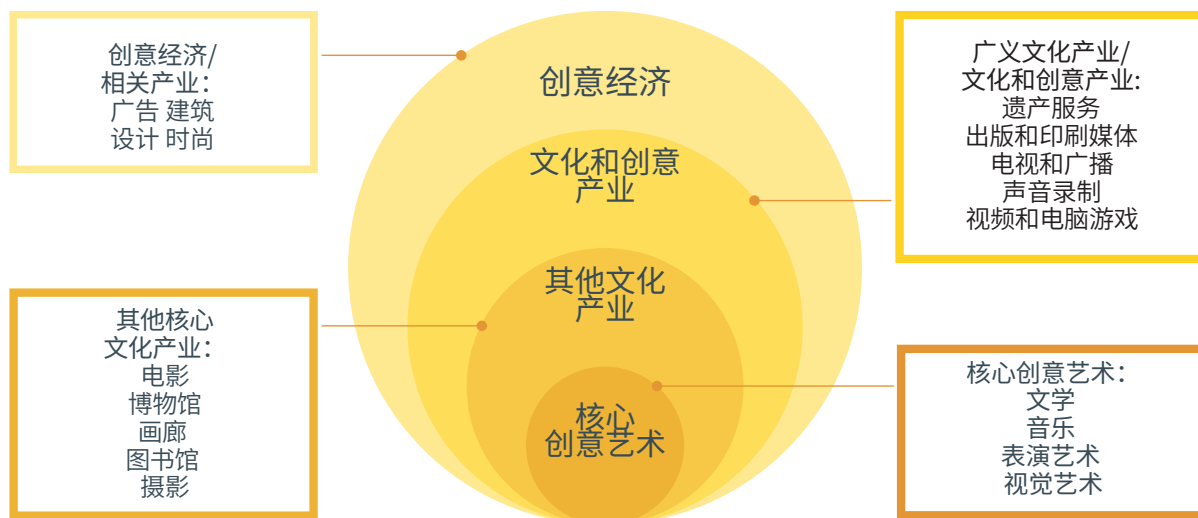 创意经济/
相关产业：
广告 建筑
设计 时尚
创意经济
文化和创意
产业
其他文化
产业
核心
创意艺术
广义文化产业/
文化和创意产业:
遗产服务
出版和印刷媒体
电视和广播
声音录制
视频和电脑游戏
其他核心
文化产业：
电影
博物馆
画廊
图书馆
摄影
核心创意艺术：
文学
音乐
表演艺术
视觉艺术